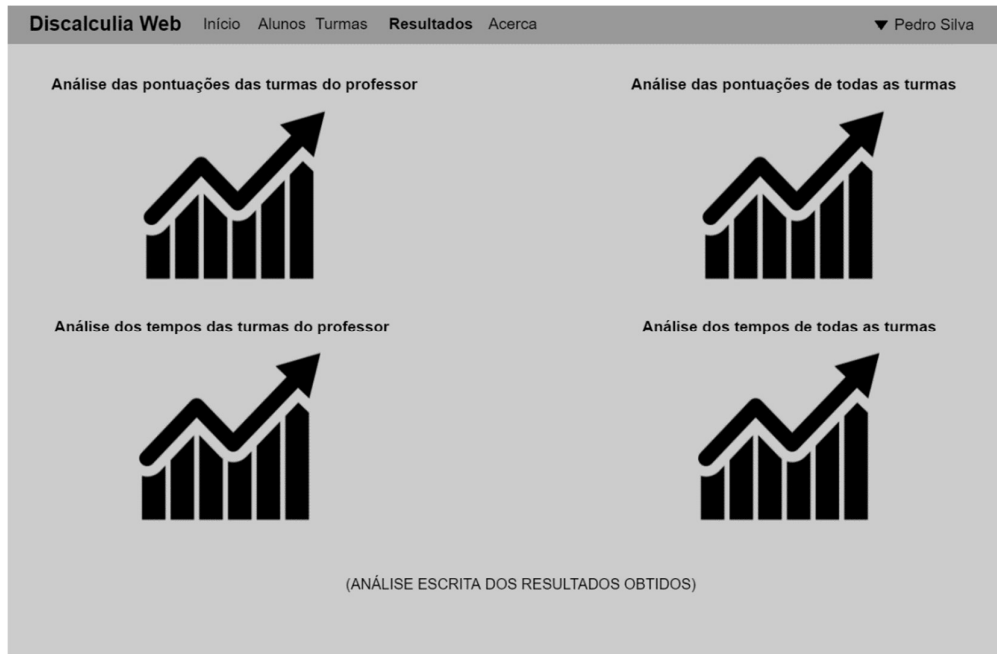 Discalculia Web Início Alunos Turmas Resultados Acerca ▼ Pedro Silva
Análise das pontuações das turmas do professor
Análise das pontuações de todas as turmas
Análise dos tempos das turmas do professor
Análise dos tempos de todas as turmas
(ANÁLISE ESCRITA DOS RESULTADOS OBTIDOS)